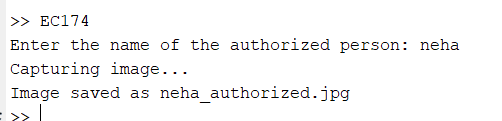 >> EC174
Enter the name of the authorized person: neha
Capturing image...
Image saved as neha_authorized.jpg
>>